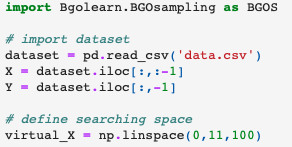 import Bgolearn.BGOsampling as BGOS
# import dataset
dataset = pd.read_csv('data.csv')
X = dataset.iloc[:,:-1]
Y = dataset.iloc[:,-1]
# define searching space
virtual_X = np.linspace(0,11,100)